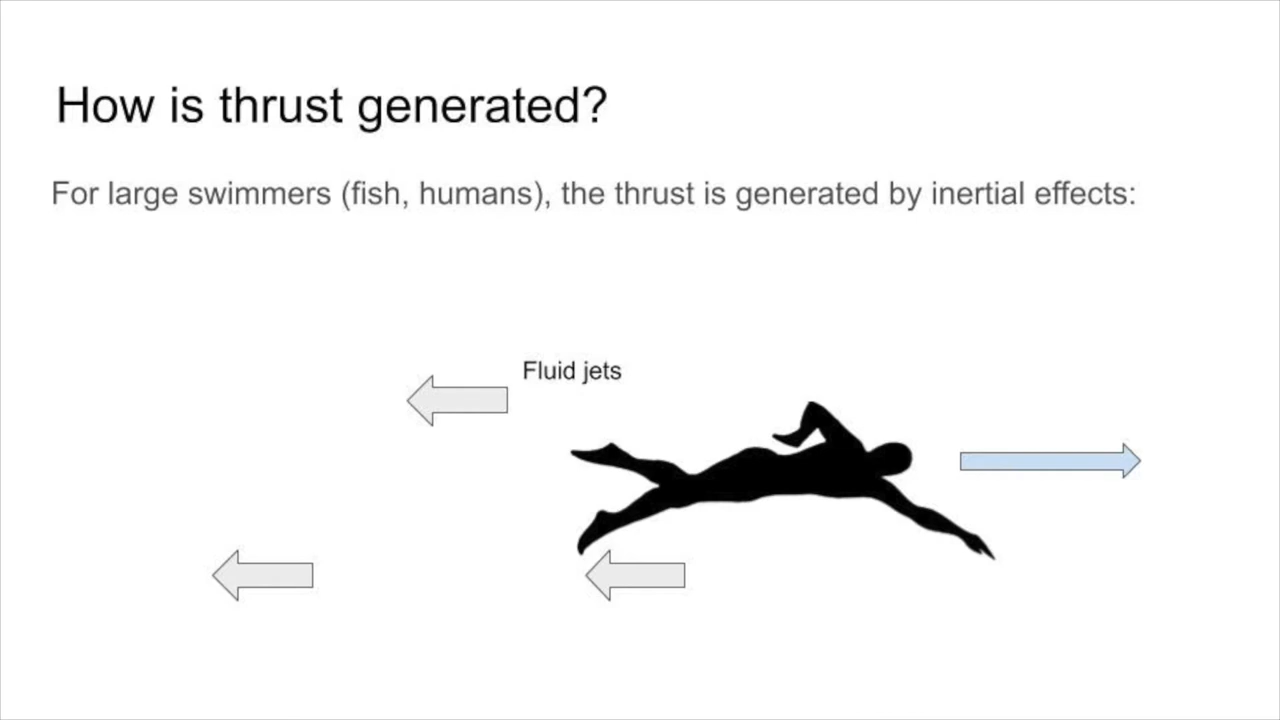 How is thrust generated?
For large swimmers (fish, humans), the thrust is generated by inertial effects:
Fluid jets